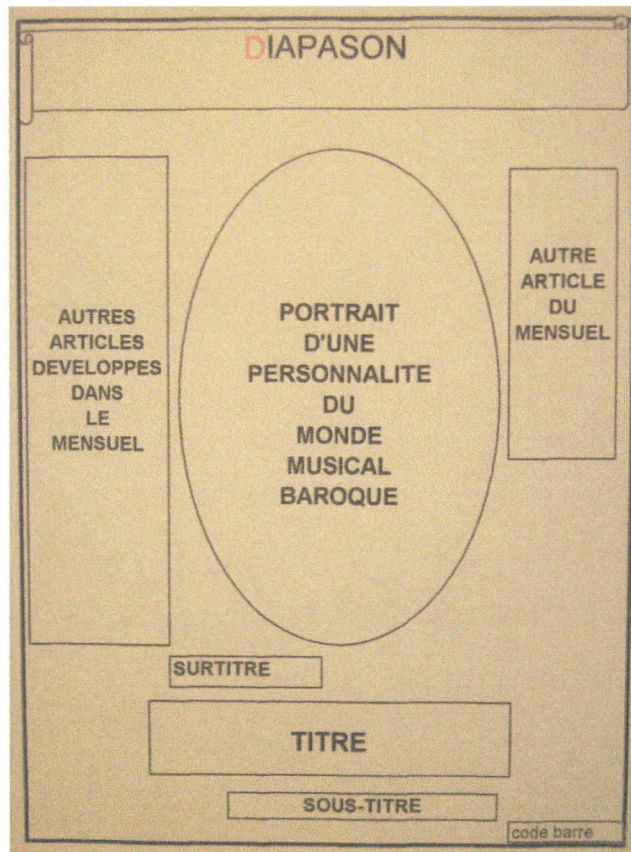 DIAPASON
AUTRES
ARTICLES
DEVELOPPES
DANS
LE
MENSUEL
PORTRAIT
D'UNE
PERSONNALITE
DU
MONDE
MUSICAL
BAROQUE
AUTRE
ARTICLE
DU
MENSUEL
SURTITRE
TITRE
SOUS-TITRE
code barre